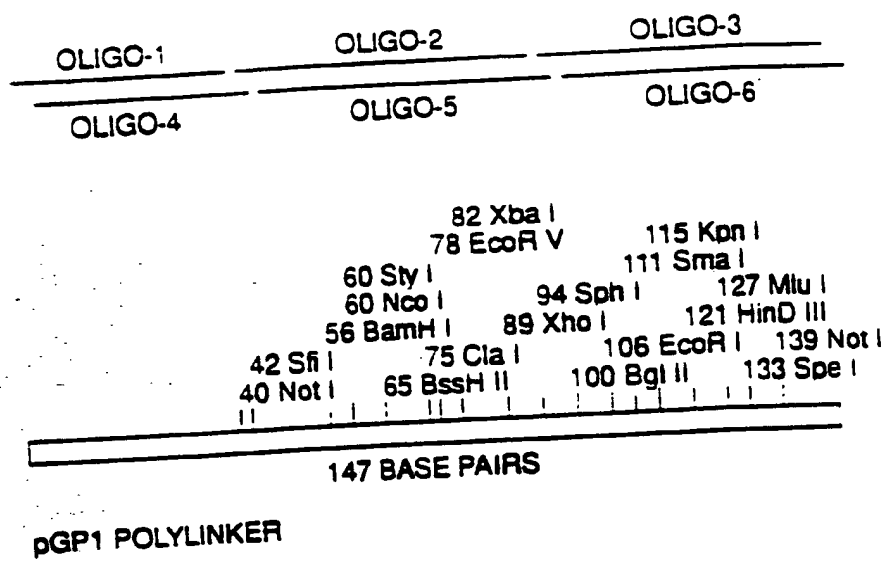 OLIGO-1 OLIGO-2 OLIGO-3
OLIGO-4 OLIGO-5 OLIGO-6
82 Xba I
78 EcoR V 115 Kpn I
60 Sty I 111 Sma I
60 Nco I 94 Sph I 127 Mlu I
56 BamH I 89 Xho I 121 HinD III
42 Sfi I 75 Cla I 106 EcoR I 139 Not I
40 Not I 65 BssH II 100 Bgl II 133 Spe I
147 BASE PAIRS
pGP1 POLYLINKER